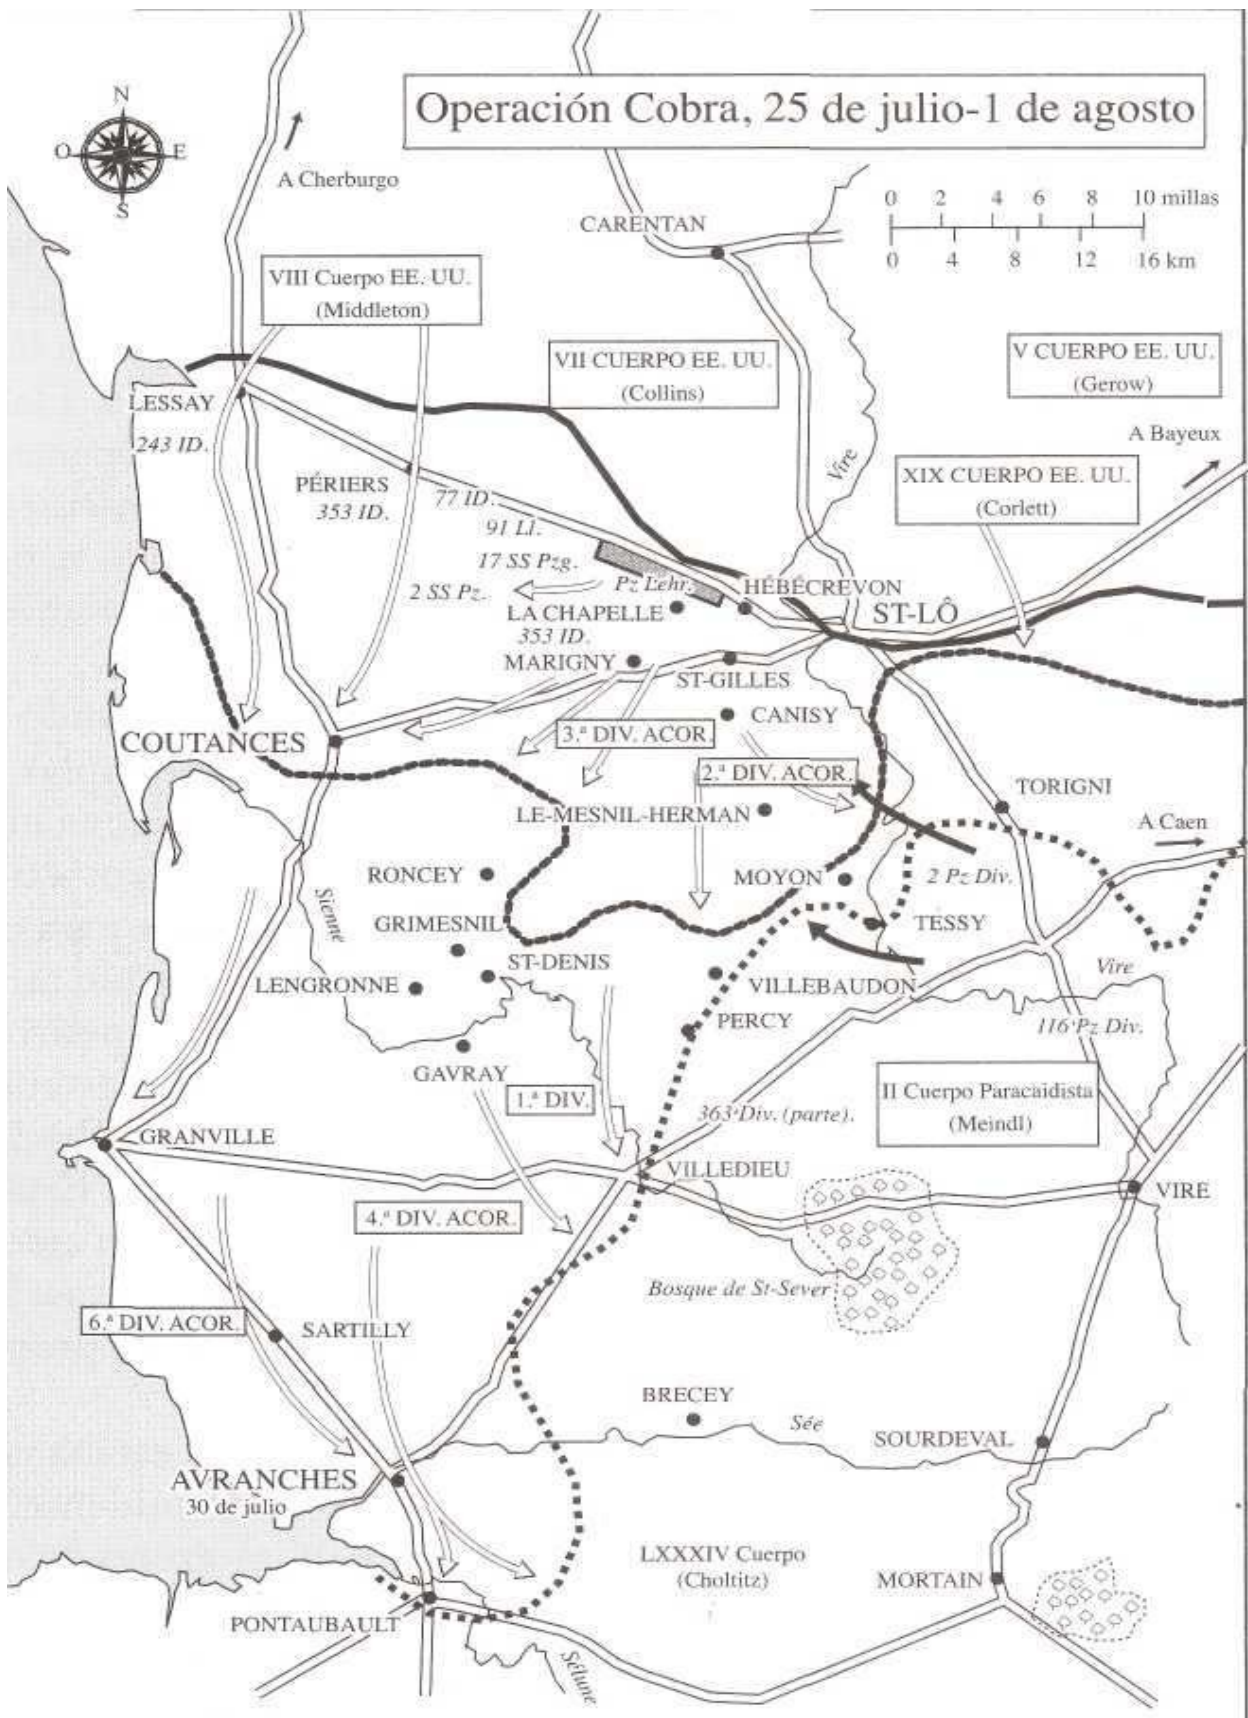 N
Operación Cobra, 25 de julio-1 de agosto
O
E
S
A Cherburgo
0 2 4 6 8 10 millas
0 4 8 12 16 km
CARENTAN
VIII Cuerpo EE. UU.
(Middleton)
VII CUERPO EE. UU.
(Collins)
V CUERPO EE. UU.
(Gerow)
LESSAY
243 ID.
A Bayeux
Vire
XIX CUERPO EE. UU.
(Corlett)
PÉRIERS
353 ID.
77 ID.
91 Ll.
17 SS Pzg.
2 SS Pz.
Pz Lehr.
HÉBÉCREVON
LA CHAPELLE
353 ID.
ST-LÔ
MARIGNY
ST-GILLES
CANISY
COUTANCES
3.ª DIV. ACOR.
2.ª DIV. ACOR.
TORIGNI
LE-MESNIL-HERMAN
A Caen
RONCEY
MOYON
2 Pz Div.
Sienne
GRIMESNIL
TESSY
ST-DENIS
LENGRONNE
VILLEBAUDON
Vire
PERCY
116 Pz Div.
GAVRAY
1.ª DIV.
II Cuerpo Paracaidista
(Meindl)
363 Div. (parte).
GRANVILLE
VILLEDIEU
VIRE
4.ª DIV. ACOR.
Bosque de St-Sever
6.ª DIV. ACOR.
SARTILLY
BRECEY
Sée
SOURDEVAL
AVRANCHES
30 de julio
LXXXIV Cuerpo
(Choltitz)
MORTAIN
PONTAUBAULT
Sélune